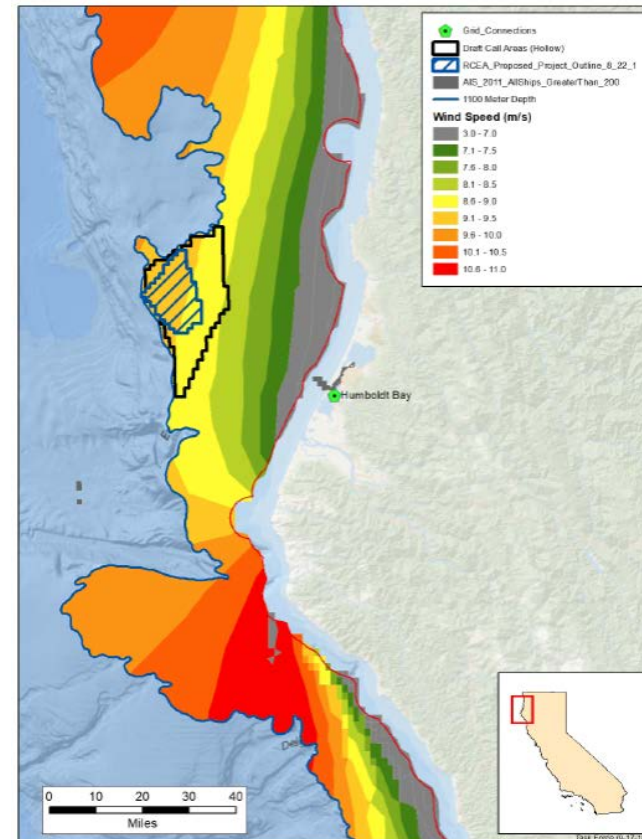 Grid_Connections
Draft Call Areas (Hollow)
RCEA_Proposed_Project_Outline_8_22_1
AIS_2011_AllShips_GreaterThan_200
1100 Meter Depth
Wind Speed (m/s)
3.0 - 7.0
7.1 - 7.5
7.6 - 8.0
8.1 - 8.5
8.6 - 9.0
9.1 - 9.5
9.6 - 10.0
10.1 - 10.5
10.6 - 11.0
Humboldt Bay
0 10 20 30 40
Miles